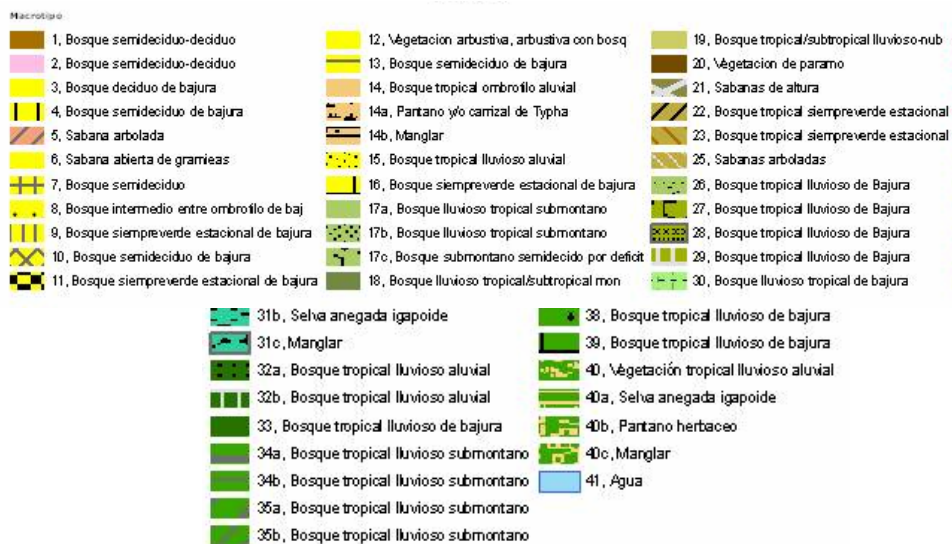 Macrotipo
1, Bosque semideciduo-deciduo
2, Bosque semideciduo-deciduo
3, Bosque deciduo de bajura
4, Bosque semideciduo de bajura
5, Sabana arbolada
6, Sabana abierta de gramieas
7, Bosque semideciduo
8, Bosque intermedio entre ombrotilo de baj
9, Bosque siempreverde estacional de bajura
10, Bosque semideciduo de bajura
11, Bosque siempreverde estacional de bajura
12, Vegetacion arbustiva, arbustiva con bosq
13, Bosque semideciduo de bajura
14, Bosque tropical ombrotilo aluvial
14a, Pantano y/o carrizal de Typha
14b, Manglar
15, Bosque tropical lluvioso aluvial
16, Bosque siempreverde estacional de bajura
17a, Bosque lluvioso tropical submontano
17b, Bosque lluvioso tropical submontano
17c, Bosque submontano semidecido por deficit
18, Bosque lluvioso tropical/subtropical mon
19, Bosque tropical/subtropical lluvioso-nub
20, Vegetacion de paramo
21, Sabanas de altura
22, Bosque tropical siempreverde estacional
23, Bosque tropical siempreverde estacional
25, Sabanas arboladas
26, Bosque tropical lluvioso de Bajura
27, Bosque tropical lluvioso de Bajura
28, Bosque tropical lluvioso de Bajura
29, Bosque tropical lluvioso de Bajura
30, Bosque lluvioso tropical de bajura
31b, Selva anegada igapoide
31c, Manglar
32a, Bosque tropical lluvioso aluvial
32b, Bosque tropical lluvioso aluvial
33, Bosque tropical lluvioso de bajura
34a, Bosque tropical lluvioso submontano
34b, Bosque tropical lluvioso submontano
35a, Bosque tropical lluvioso submontano
35b, Bosque tropical lluvioso submontano
38, Bosque tropical lluvioso de bajura
39, Bosque tropical lluvioso de bajura
40, Vegetación tropical lluvioso aluvial
40a, Selva anegada igapoide
40b, Pantano herbaceo
40c, Manglar
41, Agua